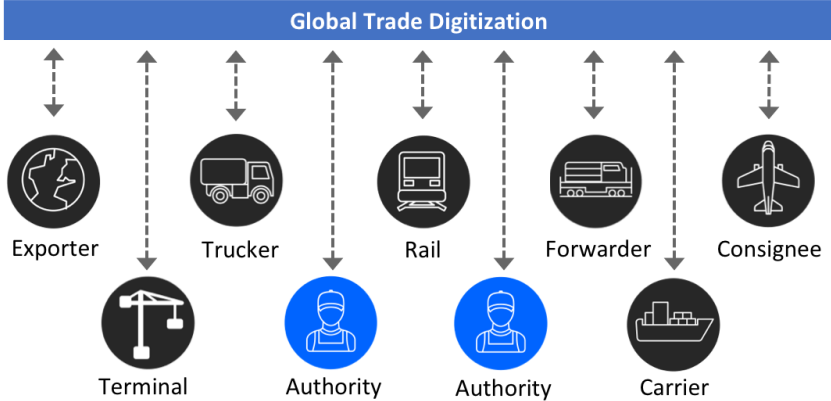 Global Trade Digitization
Exporter
Trucker
Rail
Forwarder
Consignee
Terminal
Authority
Authority
Carrier